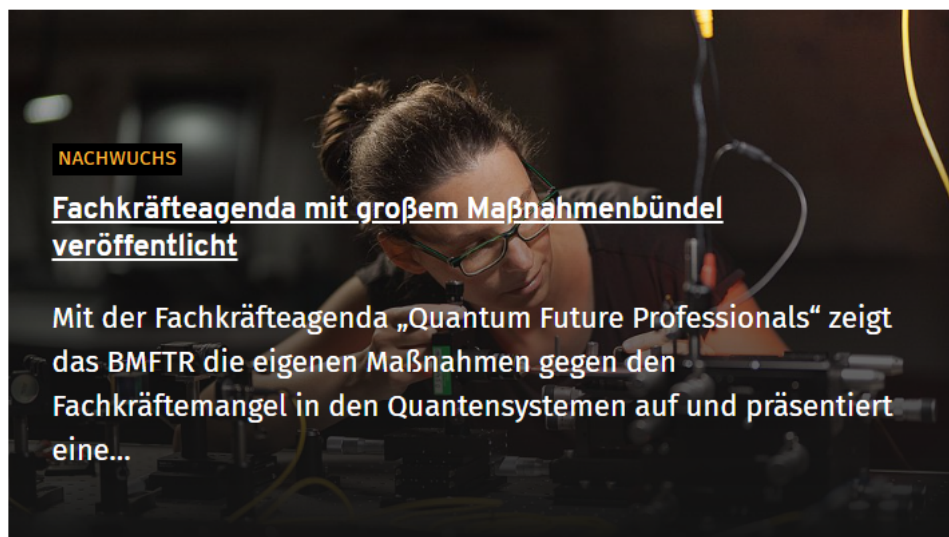 NACHWUCHS
Fachkräfteagenda mit großem Maßnahmenbündel
veröffentlicht
Mit der Fachkräfteagenda „Quantum Future Professionals“ zeigt
das BMFTR die eigenen Maßnahmen gegen den
Fachkräftemangel in den Quantensystemen auf und präsentiert
eine...